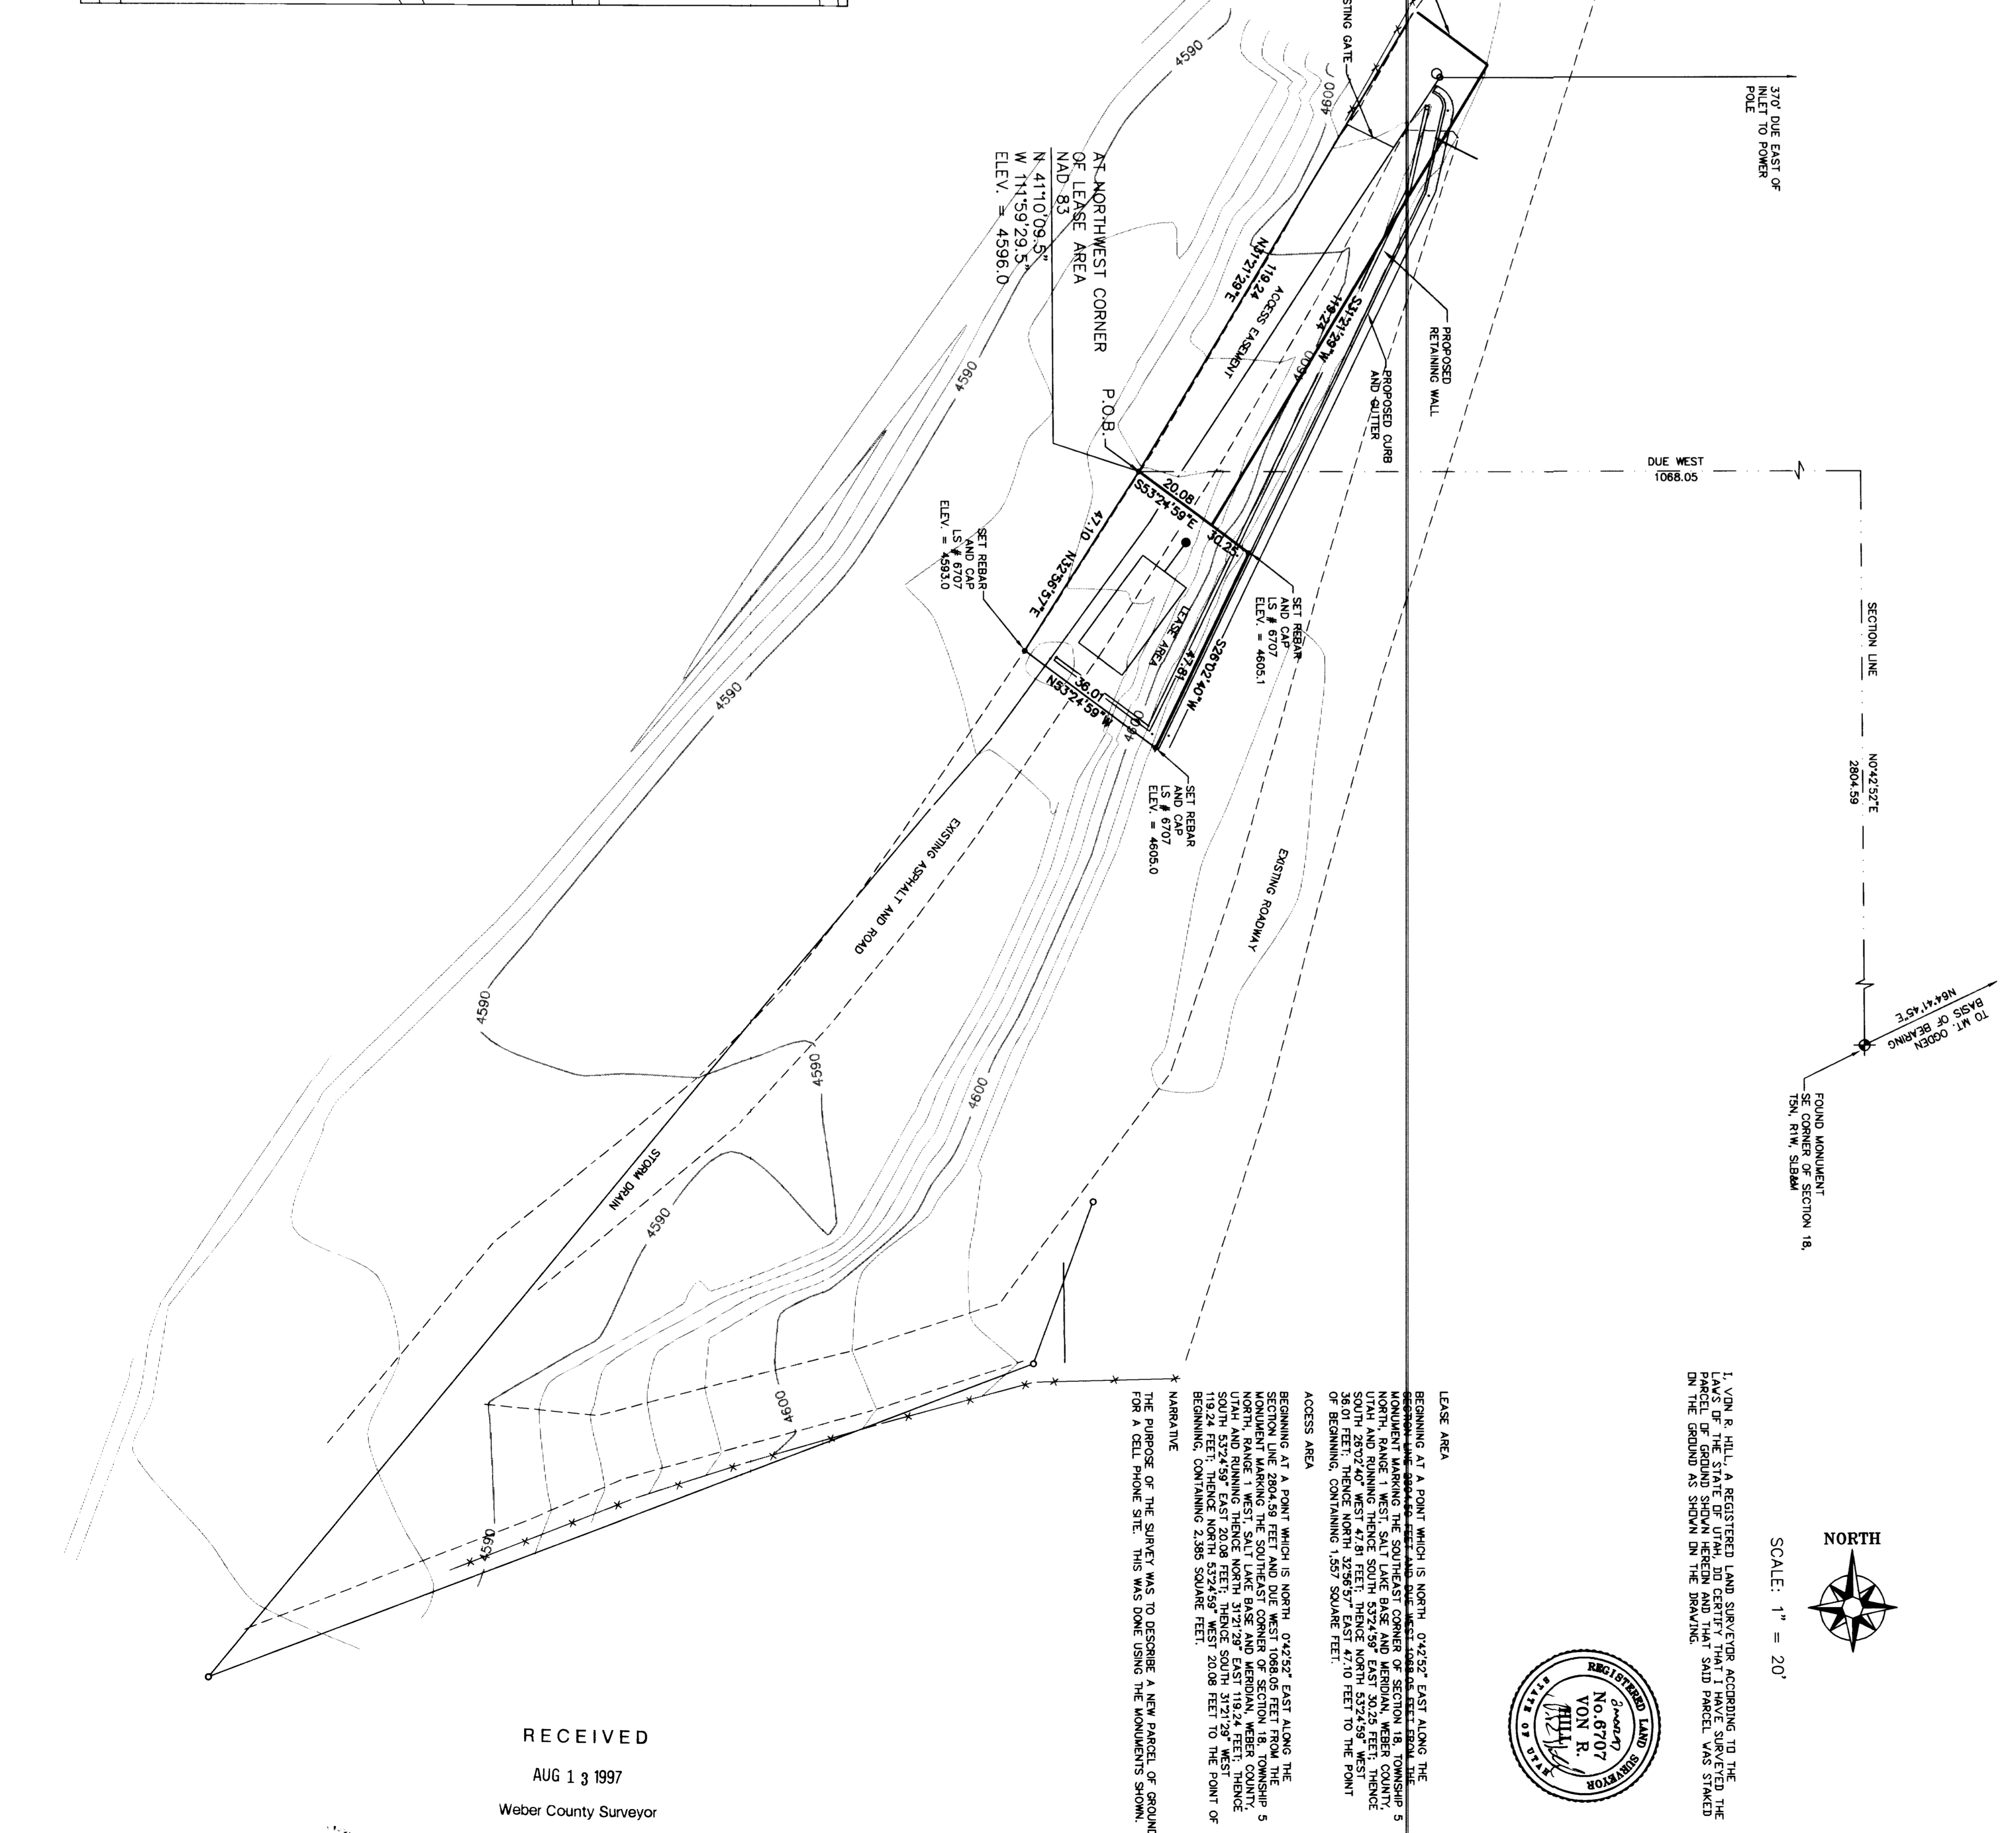 4590
4600
STING GATE
370' DUE EAST OF
INLET TO POWER
POLE
AT NORTHWEST CORNER
OF LEASE AREA
NAD 83
N 41°10'09.5"
W 111°59'29.5"
ELEV. = 4596.0
P.O.B.
N31°21'29"E
119.24
ACCESS EASEMENT
S31°21'29"W
119.24
4600
PROPOSED
RETAINING WALL
PROPOSED CURB
AND GUTTER
4590
DUE WEST
1068.05
20.08
S53°24'59"E
30.25
47.10
N32°56'57"E
SET REBAR
AND CAP
LS # 6707
ELEV. = 4593.0
SET REBAR
AND CAP
LS # 6707
ELEV. = 4605.1
LEASE AREA
47.81
S26°02'40"W
36.01
N53°24'59"W
4600
SET REBAR
AND CAP
LS # 6707
ELEV. = 4605.0
SECTION LINE
N0°42'52"E
2804.59
4590
EXISTING ASPHALT AND ROAD
EXISTING ROADWAY
TO MT. OGDEN
BASIS OF BEARING
N64°41'45"E
FOUND MONUMENT
SE CORNER OF SECTION 18,
T5N, R1W, SLB&M
4590
4590
4600
STORM DRAIN
4590
4600
4590
LEASE AREA
BEGINNING AT A POINT WHICH IS NORTH 0°42'52" EAST ALONG THE
SECTION LINE 2804.59 FEET AND DUE WEST 1068.05 FEET FROM THE
MONUMENT MARKING THE SOUTHEAST CORNER OF SECTION 18, TOWNSHIP 5
NORTH, RANGE 1 WEST, SALT LAKE BASE AND MERIDIAN, WEBER COUNTY,
UTAH AND RUNNING THENCE SOUTH 53°24'59" EAST 30.25 FEET; THENCE
SOUTH 26°02'40" WEST 47.81 FEET; THENCE NORTH 53°24'59" WEST
36.01 FEET; THENCE NORTH 32°56'57" EAST 47.10 FEET TO THE POINT
OF BEGINNING, CONTAINING 1,557 SQUARE FEET.
ACCESS AREA
BEGINNING AT A POINT WHICH IS NORTH 0°42'52" EAST ALONG THE
SECTION LINE 2804.59 FEET AND DUE WEST 1068.05 FEET FROM THE
MONUMENT MARKING THE SOUTHEAST CORNER OF SECTION 18, TOWNSHIP 5
NORTH, RANGE 1 WEST, SALT LAKE BASE AND MERIDIAN, WEBER COUNTY,
UTAH AND RUNNING THENCE NORTH 31°21'29" EAST 119.24 FEET; THENCE
SOUTH 53°24'59" EAST 20.08 FEET; THENCE SOUTH 31°21'29" WEST
119.24 FEET; THENCE NORTH 53°24'59" WEST 20.08 FEET TO THE POINT OF
BEGINNING, CONTAINING 2,385 SQUARE FEET.
NARRATIVE
THE PURPOSE OF THE SURVEY WAS TO DESCRIBE A NEW PARCEL OF GROUND
FOR A CELL PHONE SITE. THIS WAS DONE USING THE MONUMENTS SHOWN.
I, VON R. HILL, A REGISTERED LAND SURVEYOR ACCORDING TO THE
LAWS OF THE STATE OF UTAH, DO CERTIFY THAT I HAVE SURVEYED THE
PARCEL OF GROUND SHOWN HEREIN AND THAT SAID PARCEL WAS STAKED
ON THE GROUND AS SHOWN ON THE DRAWING.
NORTH
SCALE: 1" = 20'
REGISTERED LAND SURVEYOR
No.6707
VON R.
HILL
STATE OF UTAH
RECEIVED
AUG 13 1997
Weber County Surveyor